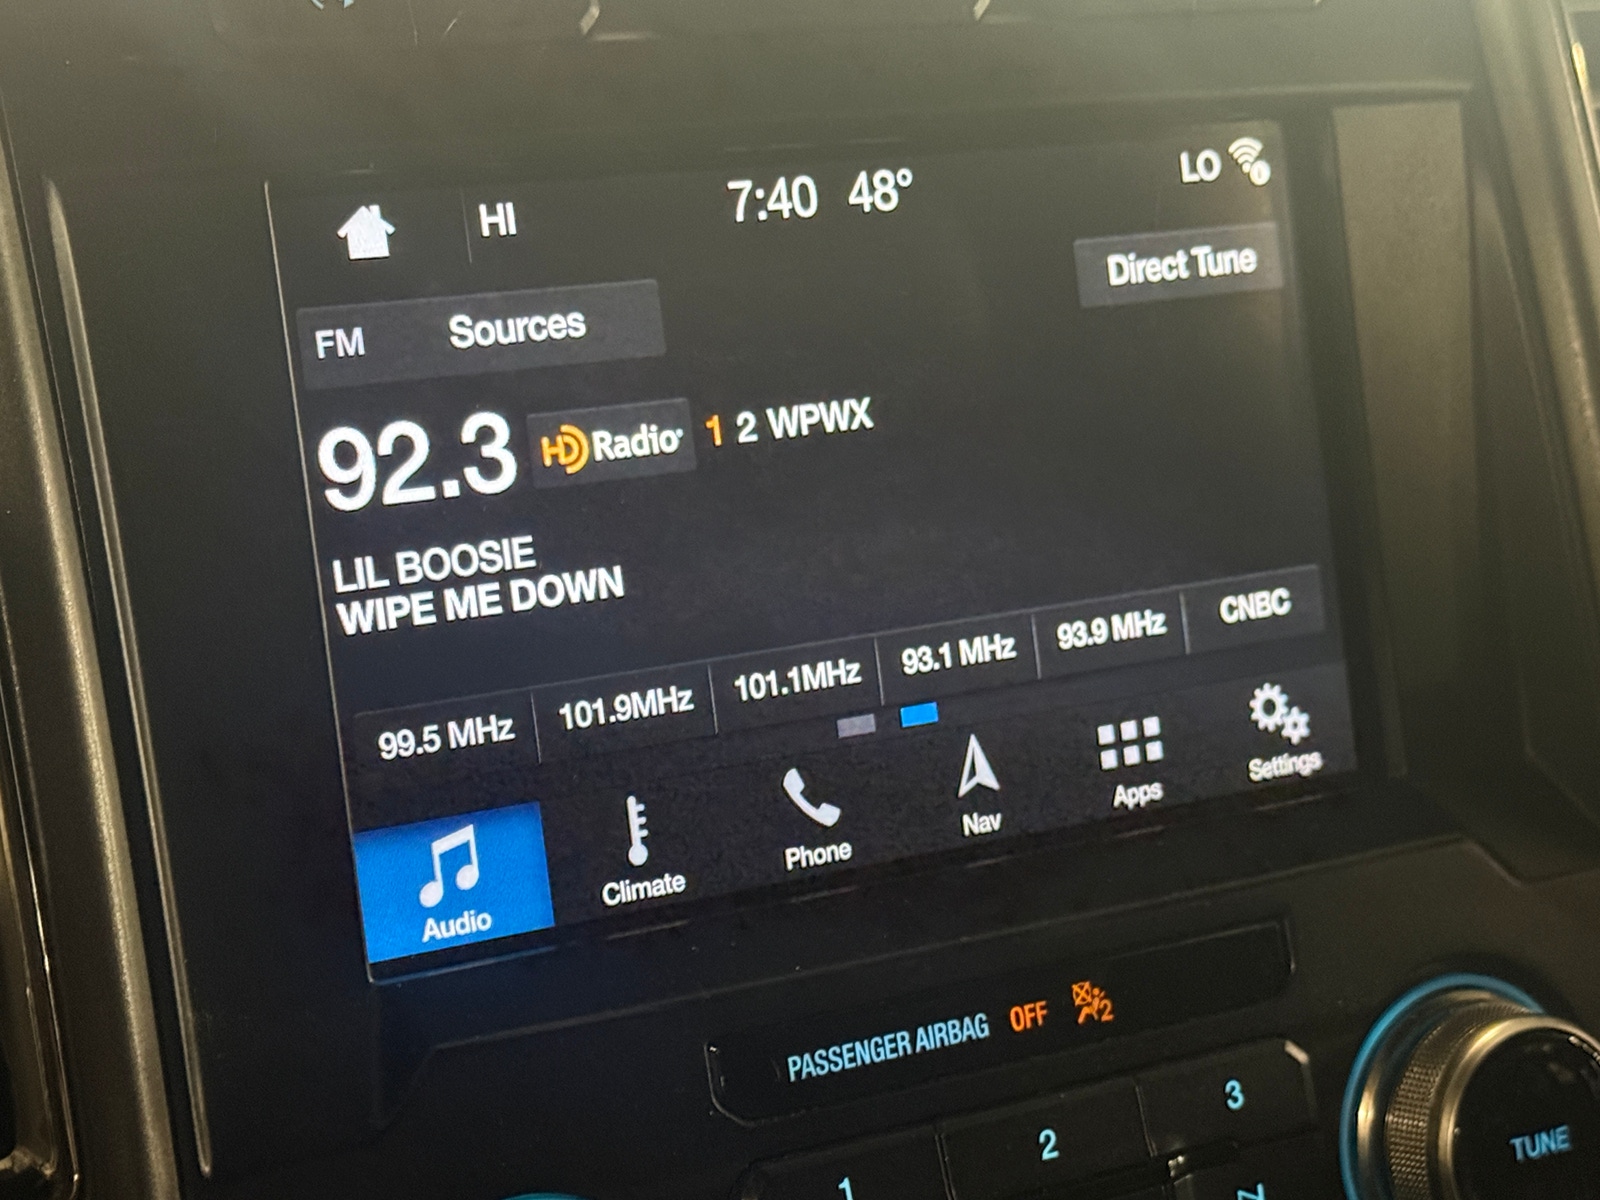 HI 7:40 48° LO
Direct Tune
FM Sources
92.3 HD Radio 1 2 WPWX
LIL BOOSIE
WIPE ME DOWN
99.5 MHz 101.9MHz 101.1MHz 93.1 MHz 93.9 MHz CNBC
Audio Climate Phone Nav Apps Settings
PASSENGER AIRBAG OFF 2
1 2 3
TUNE